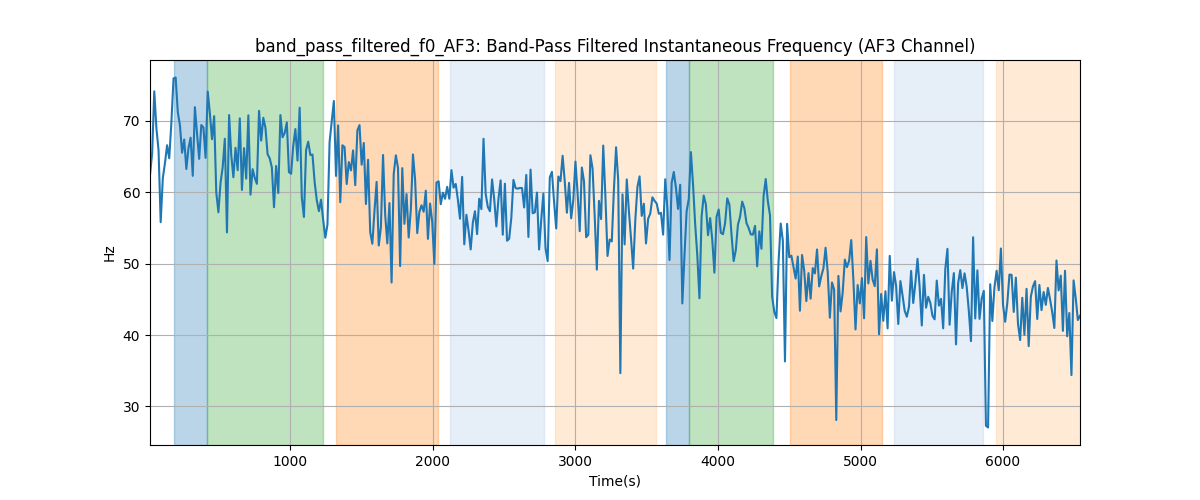 band_pass_filtered_f0_AF3: Band-Pass Filtered Instantaneous Frequency (AF3 Channel)
70
60
50
40
30
Hz
1000 2000 3000 4000 5000 6000
Time(s)